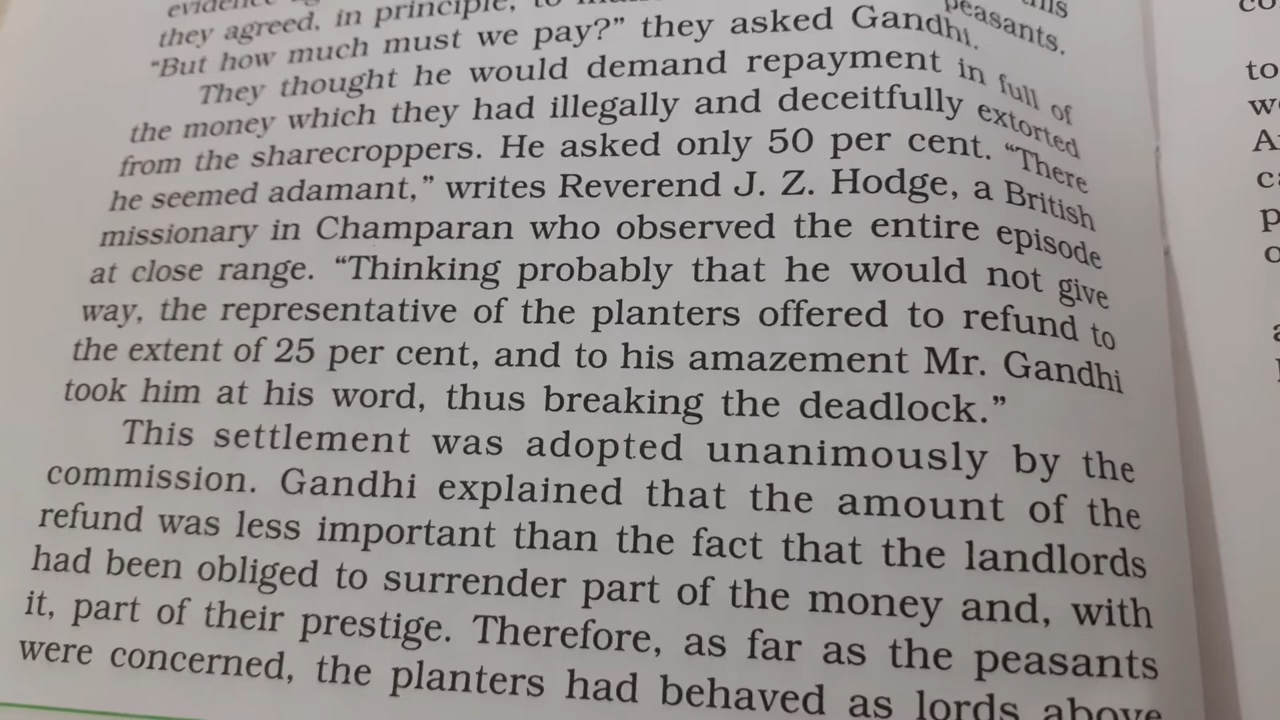 they agreed, in principle, to
peasants.
"But how much must we pay?" they asked Gandhi.
They thought he would demand repayment in full of
the money which they had illegally and deceitfully extorted
from the sharecroppers. He asked only 50 per cent. "There
he seemed adamant," writes Reverend J. Z. Hodge, a British
missionary in Champaran who observed the entire episode
at close range. "Thinking probably that he would not give
way, the representative of the planters offered to refund to
the extent of 25 per cent, and to his amazement Mr. Gandhi
took him at his word, thus breaking the deadlock."
This settlement was adopted unanimously by the
commission. Gandhi explained that the amount of the
refund was less important than the fact that the landlords
had been obliged to surrender part of the money and, with
it, part of their prestige. Therefore, as far as the peasants
were concerned, the planters had behaved as lords above
to